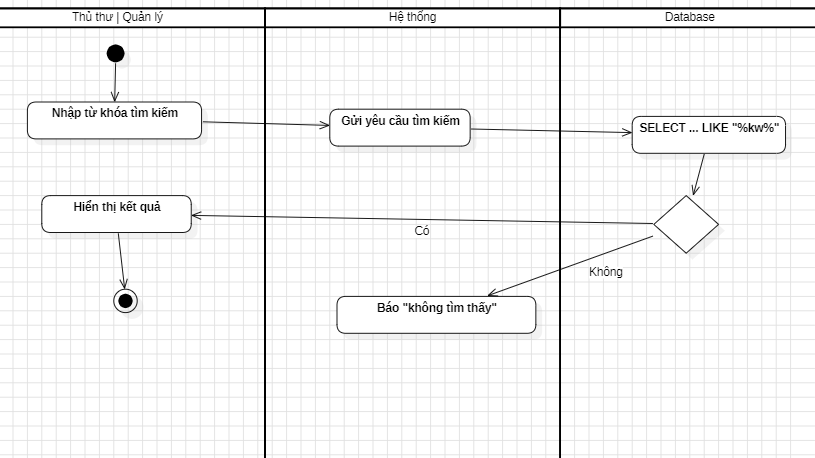 Thủ thư | Quản lý
Hệ thống
Database
Nhập từ khóa tìm kiếm
Gửi yêu cầu tìm kiếm
SELECT ... LIKE "%kw%"
Hiển thị kết quả
Có
Không
Báo "không tìm thấy"